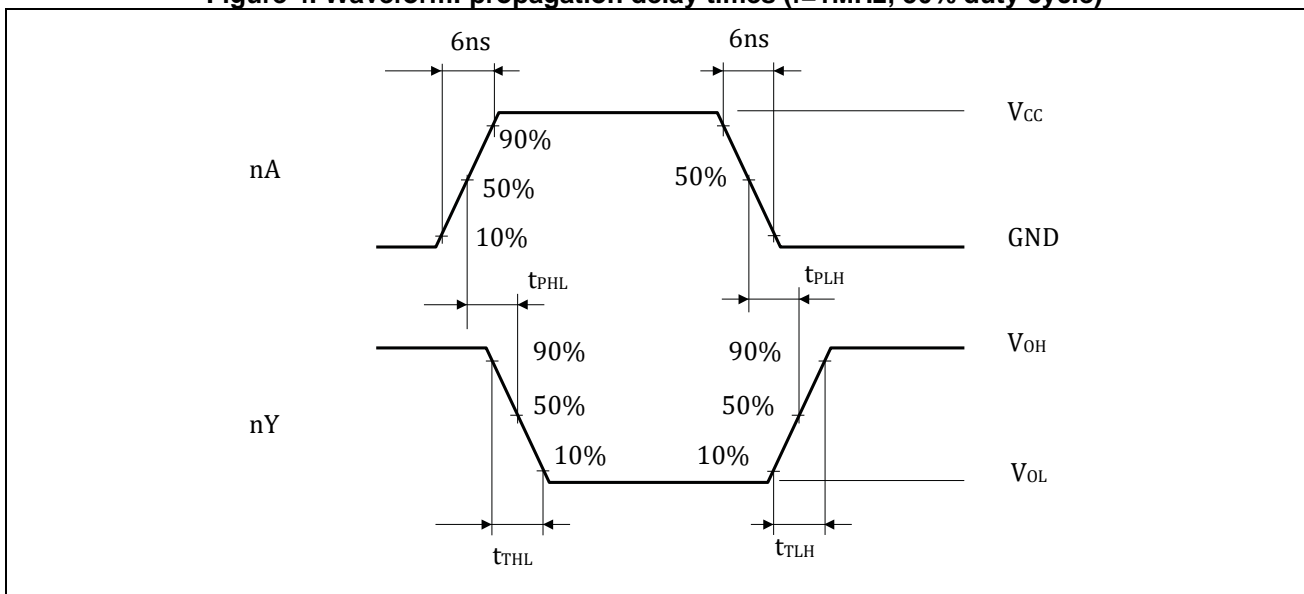 Figure 4. Waveform: propagation delay times (f=1MHz, 50% duty cycle)
6ns
6ns
VCC
90%
nA
50%
50%
10%
GND
tPHL
tPLH
90%
90%
VOH
50%
50%
nY
10%
10%
VOL
tTHL
tTLH